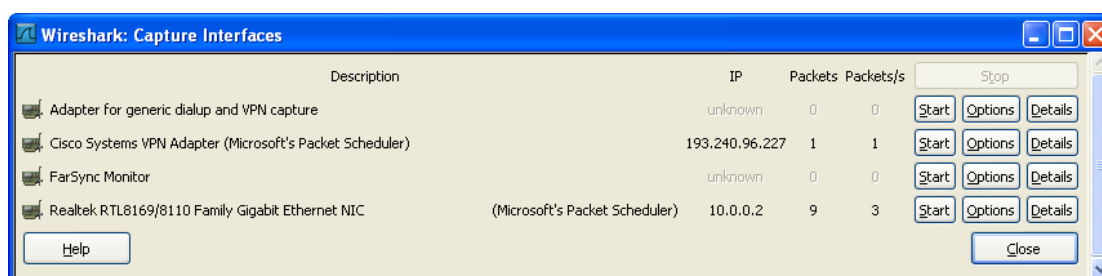 Wireshark: Capture Interfaces
Description IP Packets Packets/s Stop
Adapter for generic dialup and VPN capture unknown 0 0 Start Options Details
Cisco Systems VPN Adapter (Microsoft's Packet Scheduler) 193.240.96.227 1 1 Start Options Details
FarSync Monitor unknown 0 0 Start Options Details
Realtek RTL8169/8110 Family Gigabit Ethernet NIC (Microsoft's Packet Scheduler) 10.0.0.2 9 3 Start Options Details
Help Close